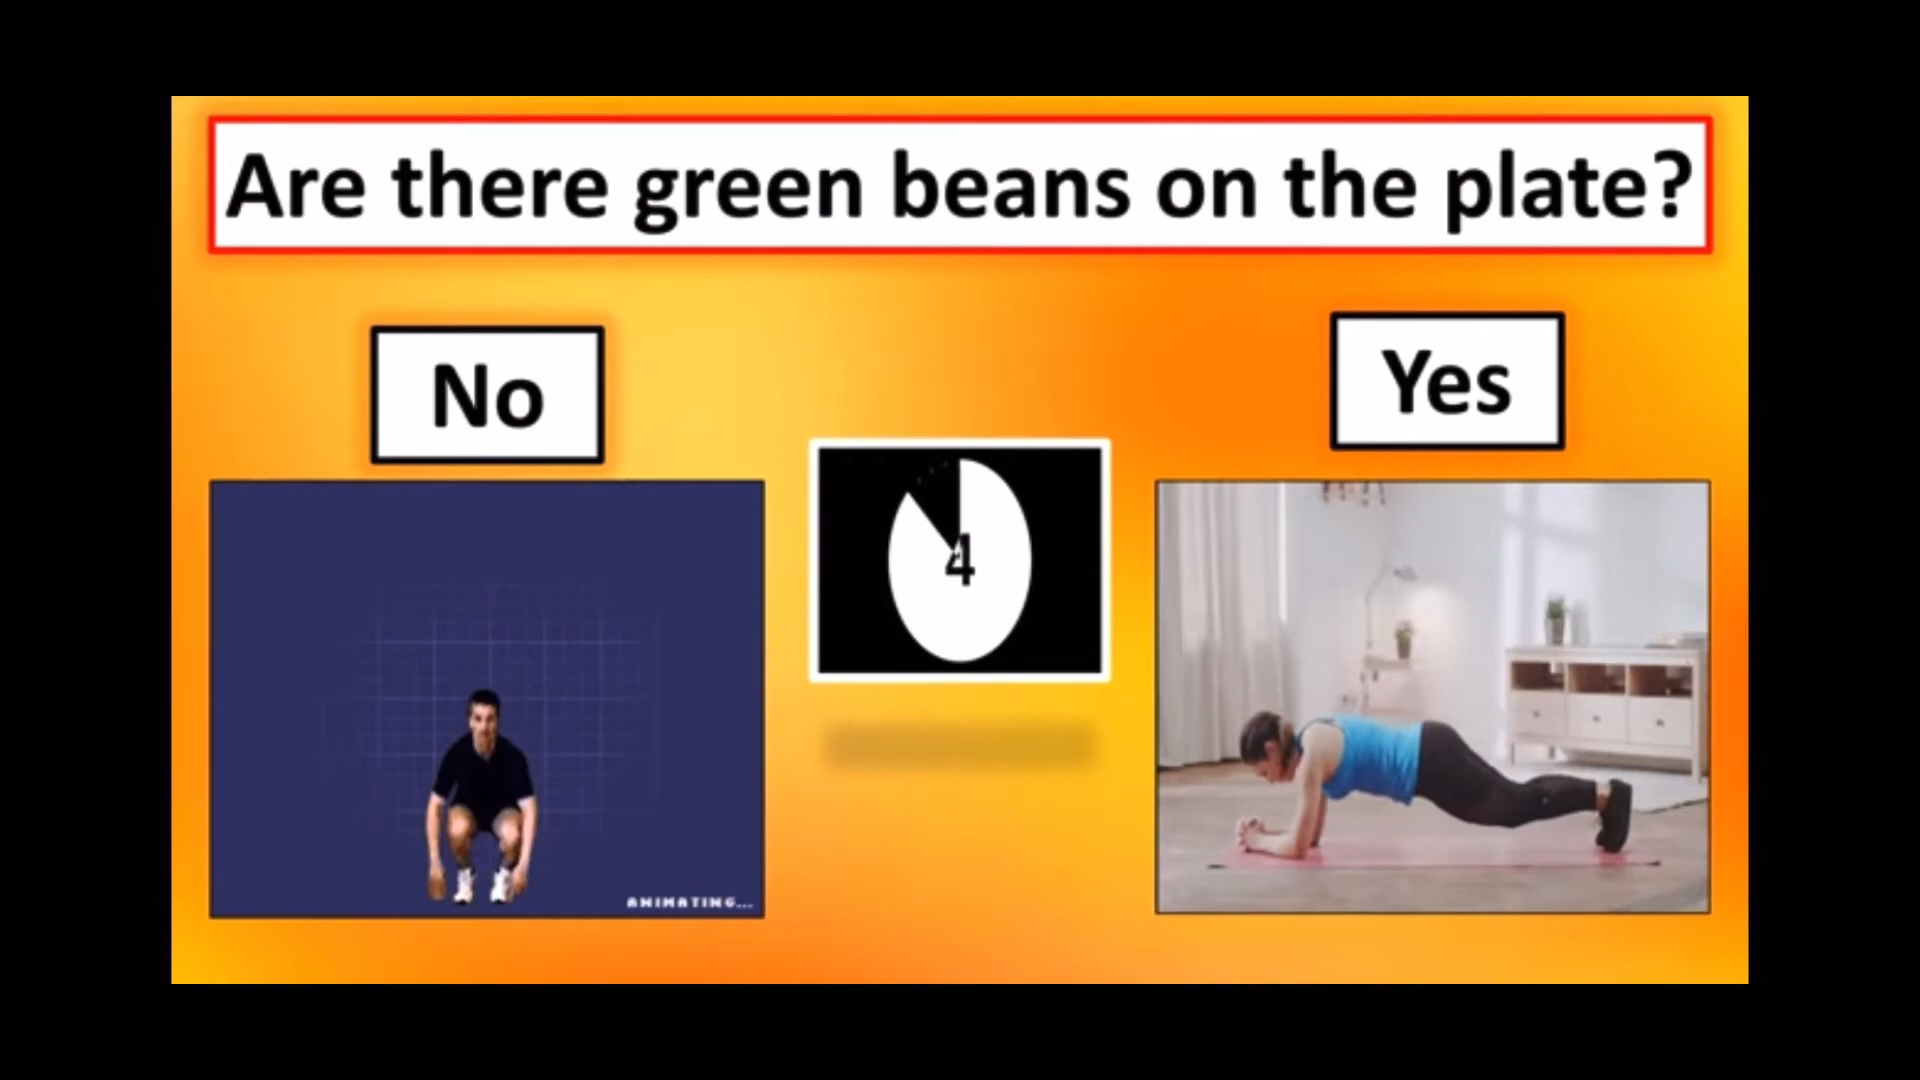 Are there green beans on the plate?
No
Yes
4
ANIMATING...